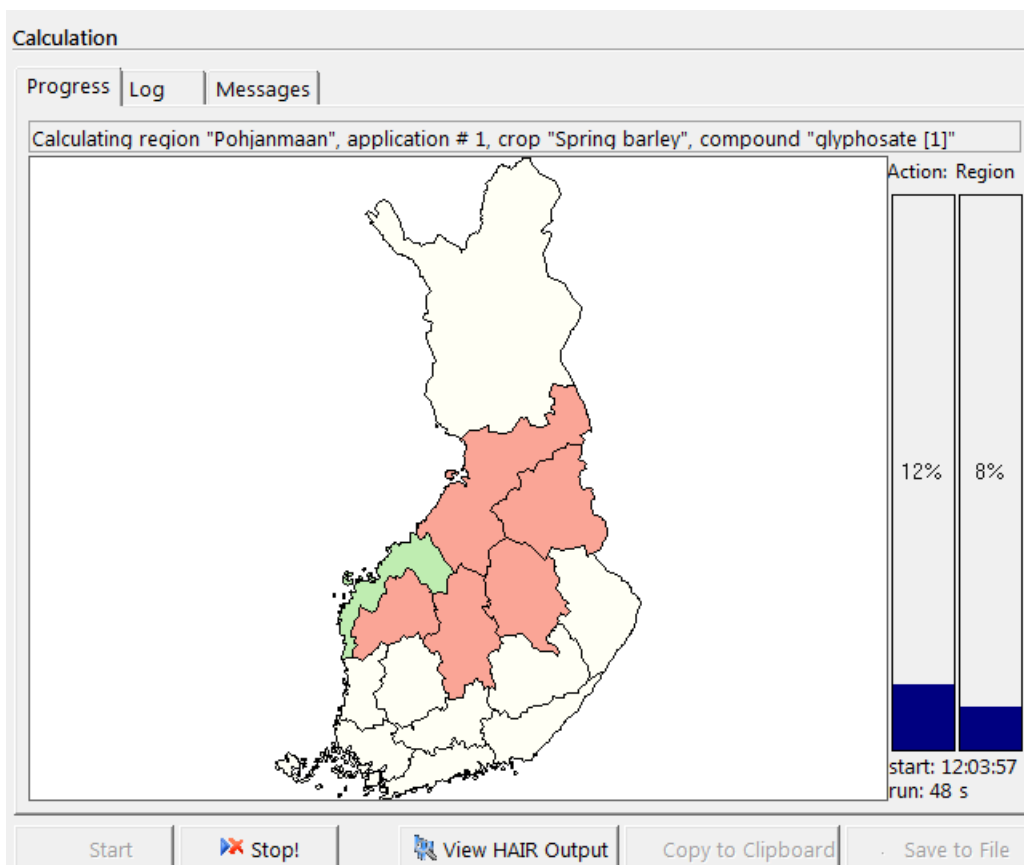 Calculation
Progress Log Messages
Calculating region "Pohjanmaan", application # 1, crop "Spring barley", compound "glyphosate [1]"
Action: Region
12% 8%
start: 12:03:57
run: 48 s
Start Stop! View HAIR Output Copy to Clipboard Save to File